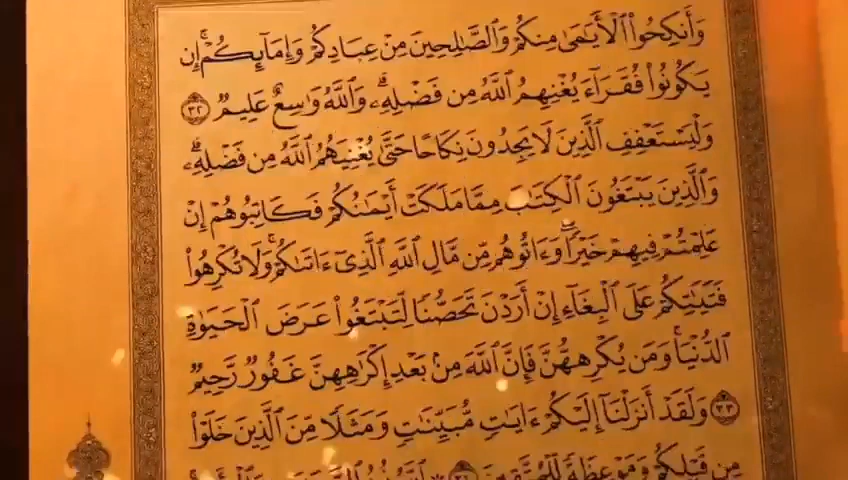 وَأَنكِحُوا۟ ٱلْأَيَـٰمَىٰ مِنكُمْ وَٱلصَّـٰلِحِينَ مِنْ عِبَادِكُمْ وَإِمَآئِكُمْ ۚ إِن
يَكُونُوا۟ فُقَرَآءَ يُغْنِهِمُ ٱللَّهُ مِن فَضْلِهِۦ ۗ وَٱللَّهُ وَٰسِعٌ عَلِيمٌ ٣٢
وَلْيَسْتَعْفِفِ ٱلَّذِينَ لَا يَجِدُونَ نِكَاحًا حَتَّىٰ يُغْنِيَهُمُ ٱللَّهُ مِن فَضْلِهِۦ ۗ
وَٱلَّذِينَ يَبْتَغُونَ ٱلْكِتَـٰبَ مِمَّا مَلَكَتْ أَيْمَـٰنُكُمْ فَكَاتِبُوهُمْ إِنْ
عَلِمْتُمْ فِيهِمْ خَيْرًا ۖ وَءَاتُوهُم مِّن مَّالِ ٱللَّهِ ٱلَّذِىٓ ءَاتَىٰكُمْ ۚ وَلَا تُكْرِهُوا۟
فَتَيَـٰتِكُمْ عَلَى ٱلْبِغَآءِ إِنْ أَرَدْنَ تَحَصُّنًا لِّتَبْتَغُوا۟ عَرَضَ ٱلْحَيَوٰةِ
ٱلدُّنْيَا ۚ وَمَن يُكْرِههُّنَّ فَإِنَّ ٱللَّهَ مِنۢ بَعْدِ إِكْرَٰهِهِنَّ غَفُورٌ رَّحِيمٌ
٣٣ وَلَقَدْ أَنزَلْنَآ إِلَيْكُمْ ءَايَـٰتٍ مُّبَيِّنَـٰتٍ وَمَثَلًا مِّنَ ٱلَّذِينَ خَلَوْا۟
مِن قَبْلِكُمْ وَمَوْعِظَةً لِّلْمُتَّقِينَ ٣٤